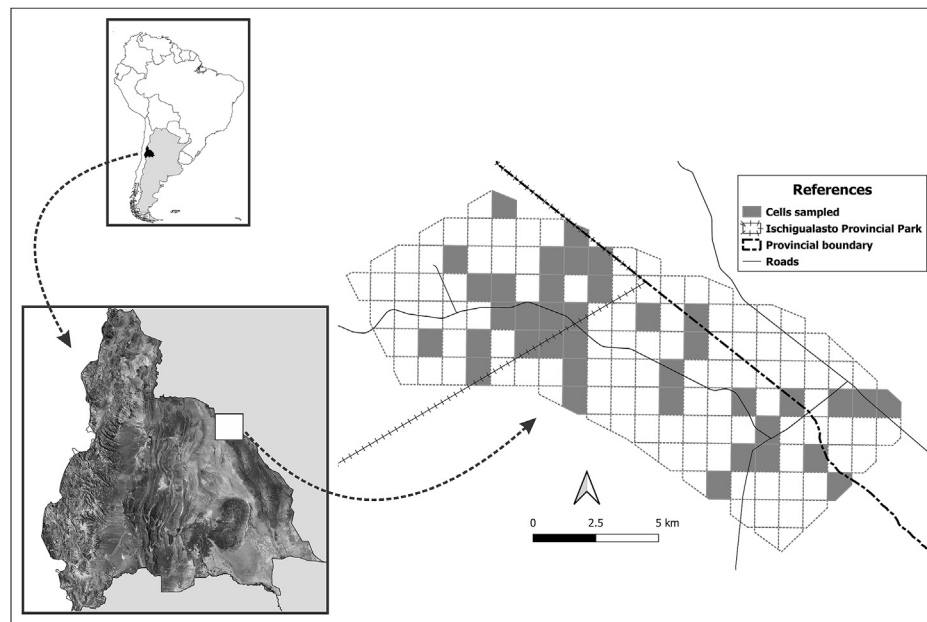 References
Cells sampled
Ischigualasto Provincial Park
Provincial boundary
Roads
0 2.5 5 km